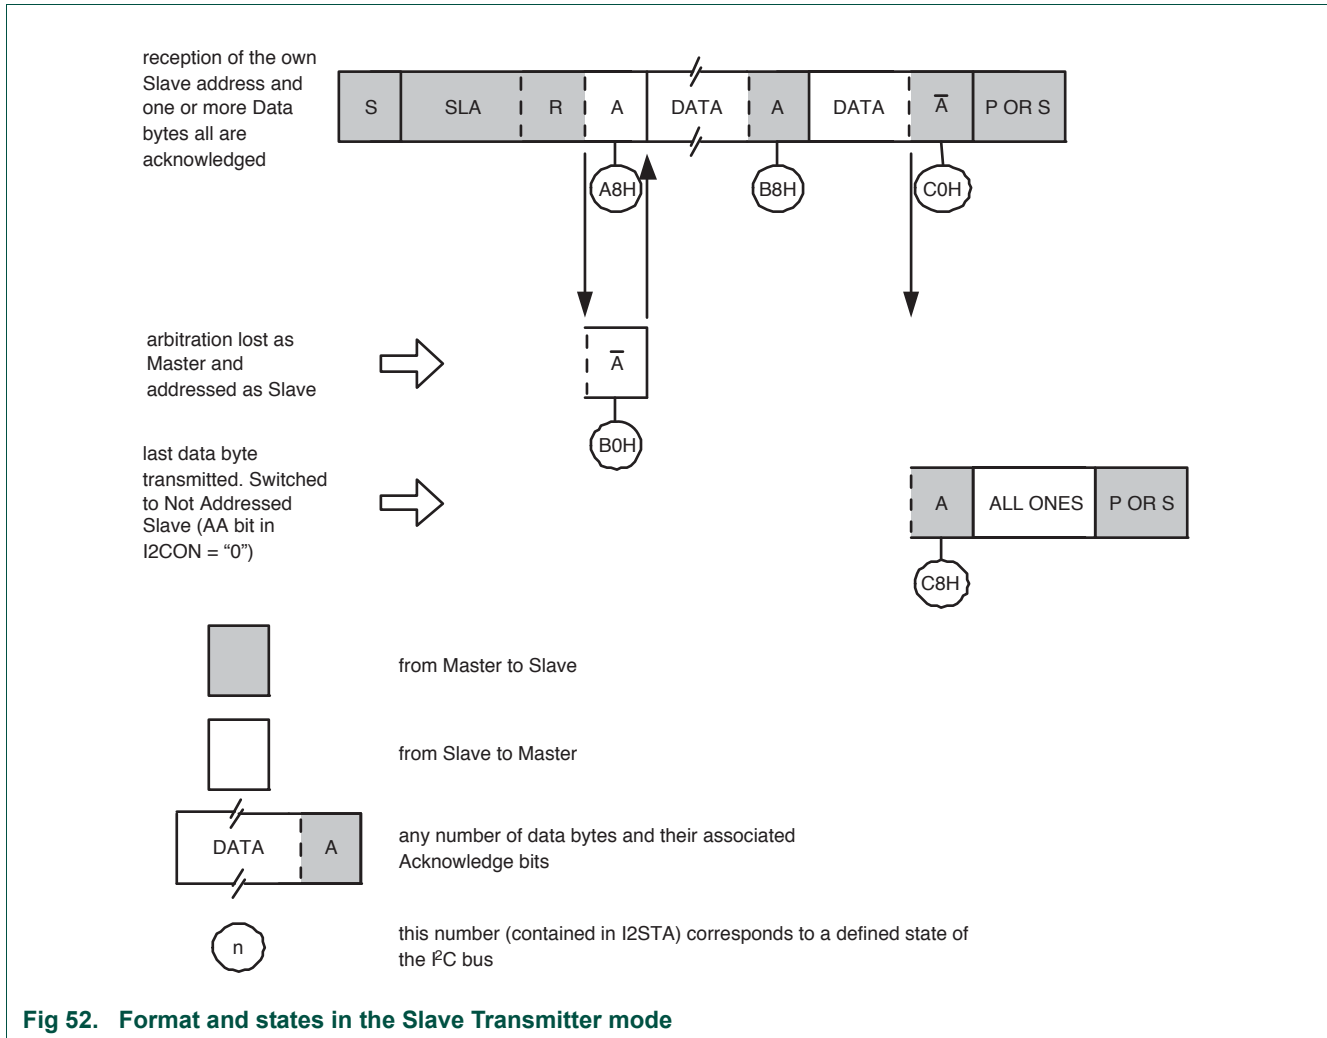 reception of the own
Slave address and
one or more Data
bytes all are
acknowledged
S SLA R A DATA A DATA A̅ P OR S
A8H B8H C0H
arbitration lost as
Master and
addressed as Slave
A̅
B0H
last data byte
transmitted. Switched
to Not Addressed
Slave (AA bit in
I2CON = “0”)
A ALL ONES P OR S
C8H
from Master to Slave
from Slave to Master
DATA A
any number of data bytes and their associated
Acknowledge bits
n
this number (contained in I2STA) corresponds to a defined state of
the I²C bus
Fig 52. Format and states in the Slave Transmitter mode